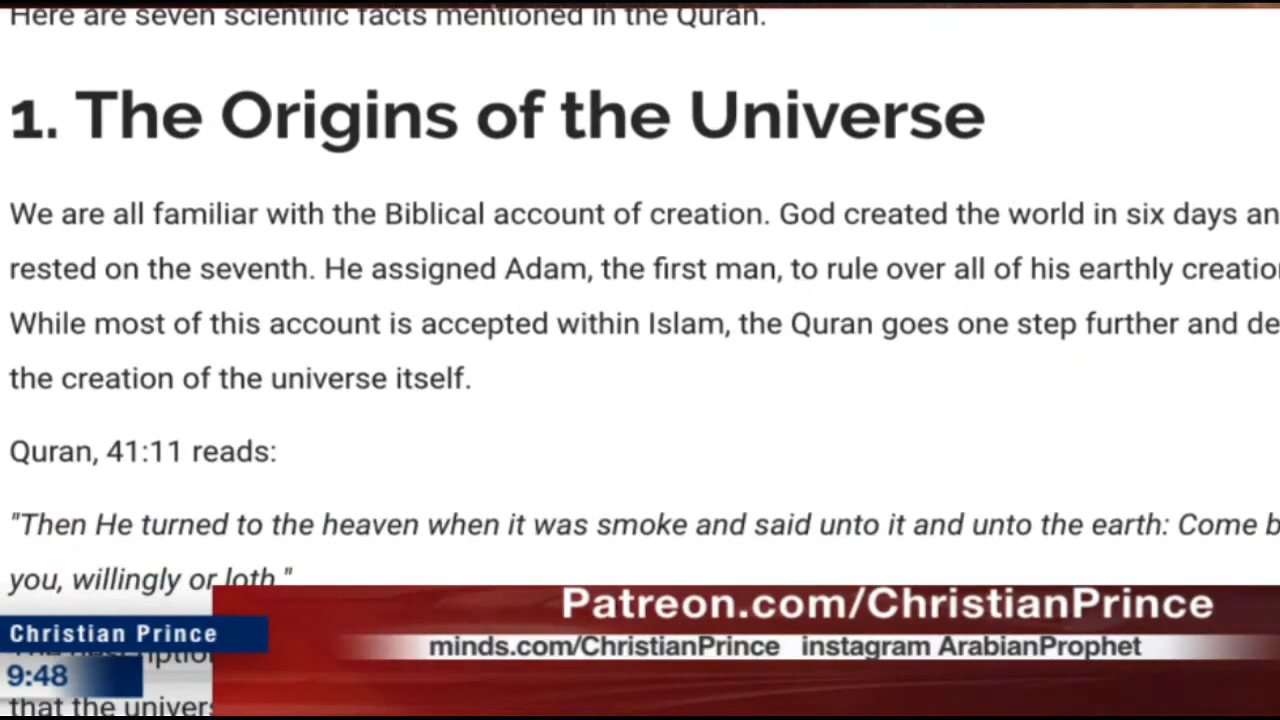 Here are seven scientific facts mentioned in the Quran.
1. The Origins of the Universe
We are all familiar with the Biblical account of creation. God created the world in six days an
rested on the seventh. He assigned Adam, the first man, to rule over all of his earthly creation
While most of this account is accepted within Islam, the Quran goes one step further and de
the creation of the universe itself.
Quran, 41:11 reads:
"Then He turned to the heaven when it was smoke and said unto it and unto the earth: Come b
you, willingly or loth."
Patreon.com/ChristianPrince
Christian Prince
minds.com/ChristianPrince instagram ArabianProphet
9:48
that the univers